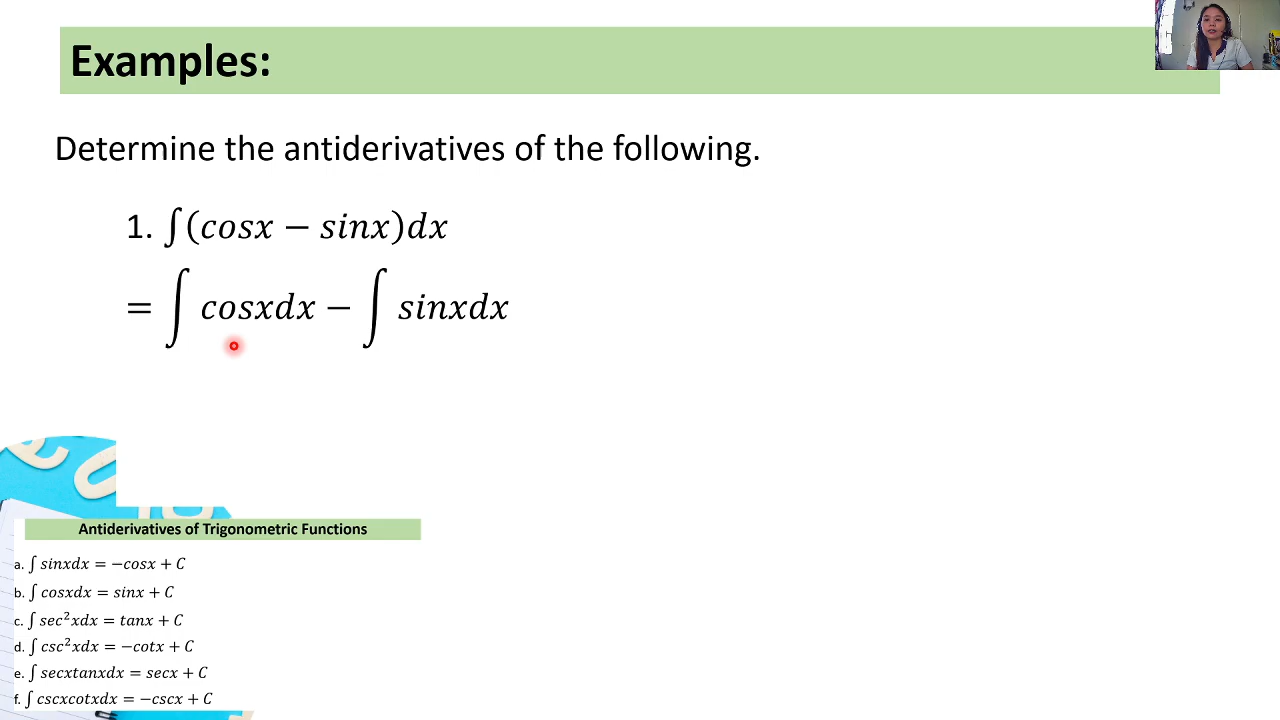 Examples:
Determine the antiderivatives of the following.
1. ∫(cosx − sinx)dx
= ∫ cosxdx − ∫ sinxdx
Antiderivatives of Trigonometric Functions
a. ∫ sinxdx = −cosx + C
b. ∫ cosxdx = sinx + C
c. ∫ sec²xdx = tanx + C
d. ∫ csc²xdx = −cotx + C
e. ∫ secxtanxdx = secx + C
f. ∫ cscxcotxdx = −cscx + C